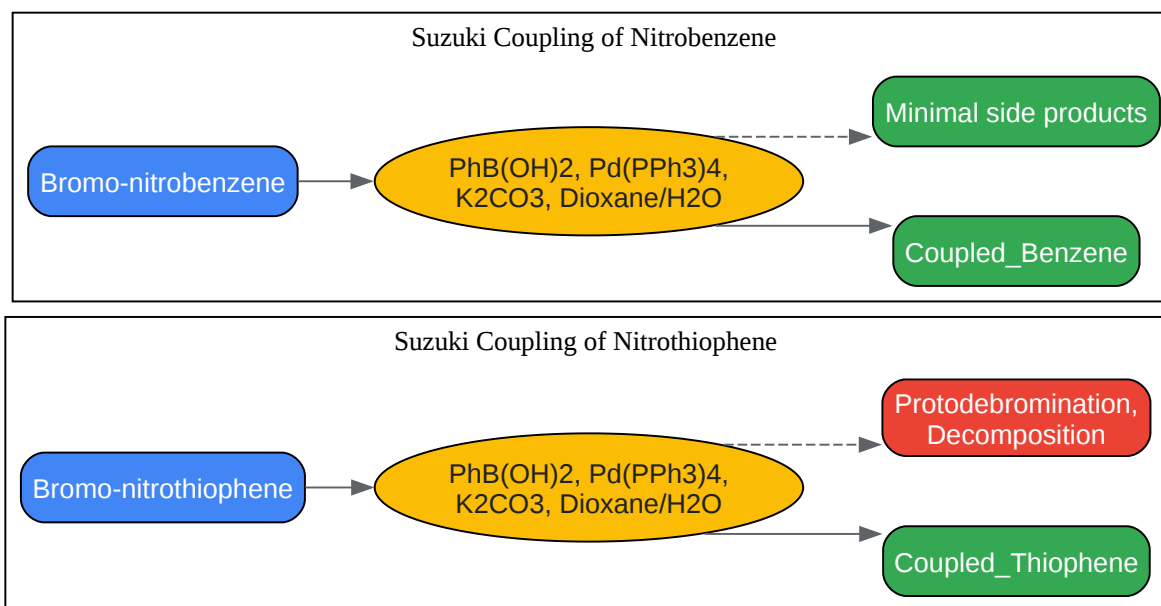 Suzuki Coupling of Nitrobenzene
Minimal side products
Bromo-nitrobenzene
PhB(OH)2, Pd(PPh3)4,
K2CO3, Dioxane/H2O
Coupled_Benzene
Suzuki Coupling of Nitrothiophene
Protodebromination,
Decomposition
Bromo-nitrothiophene
PhB(OH)2, Pd(PPh3)4,
K2CO3, Dioxane/H2O
Coupled_Thiophene